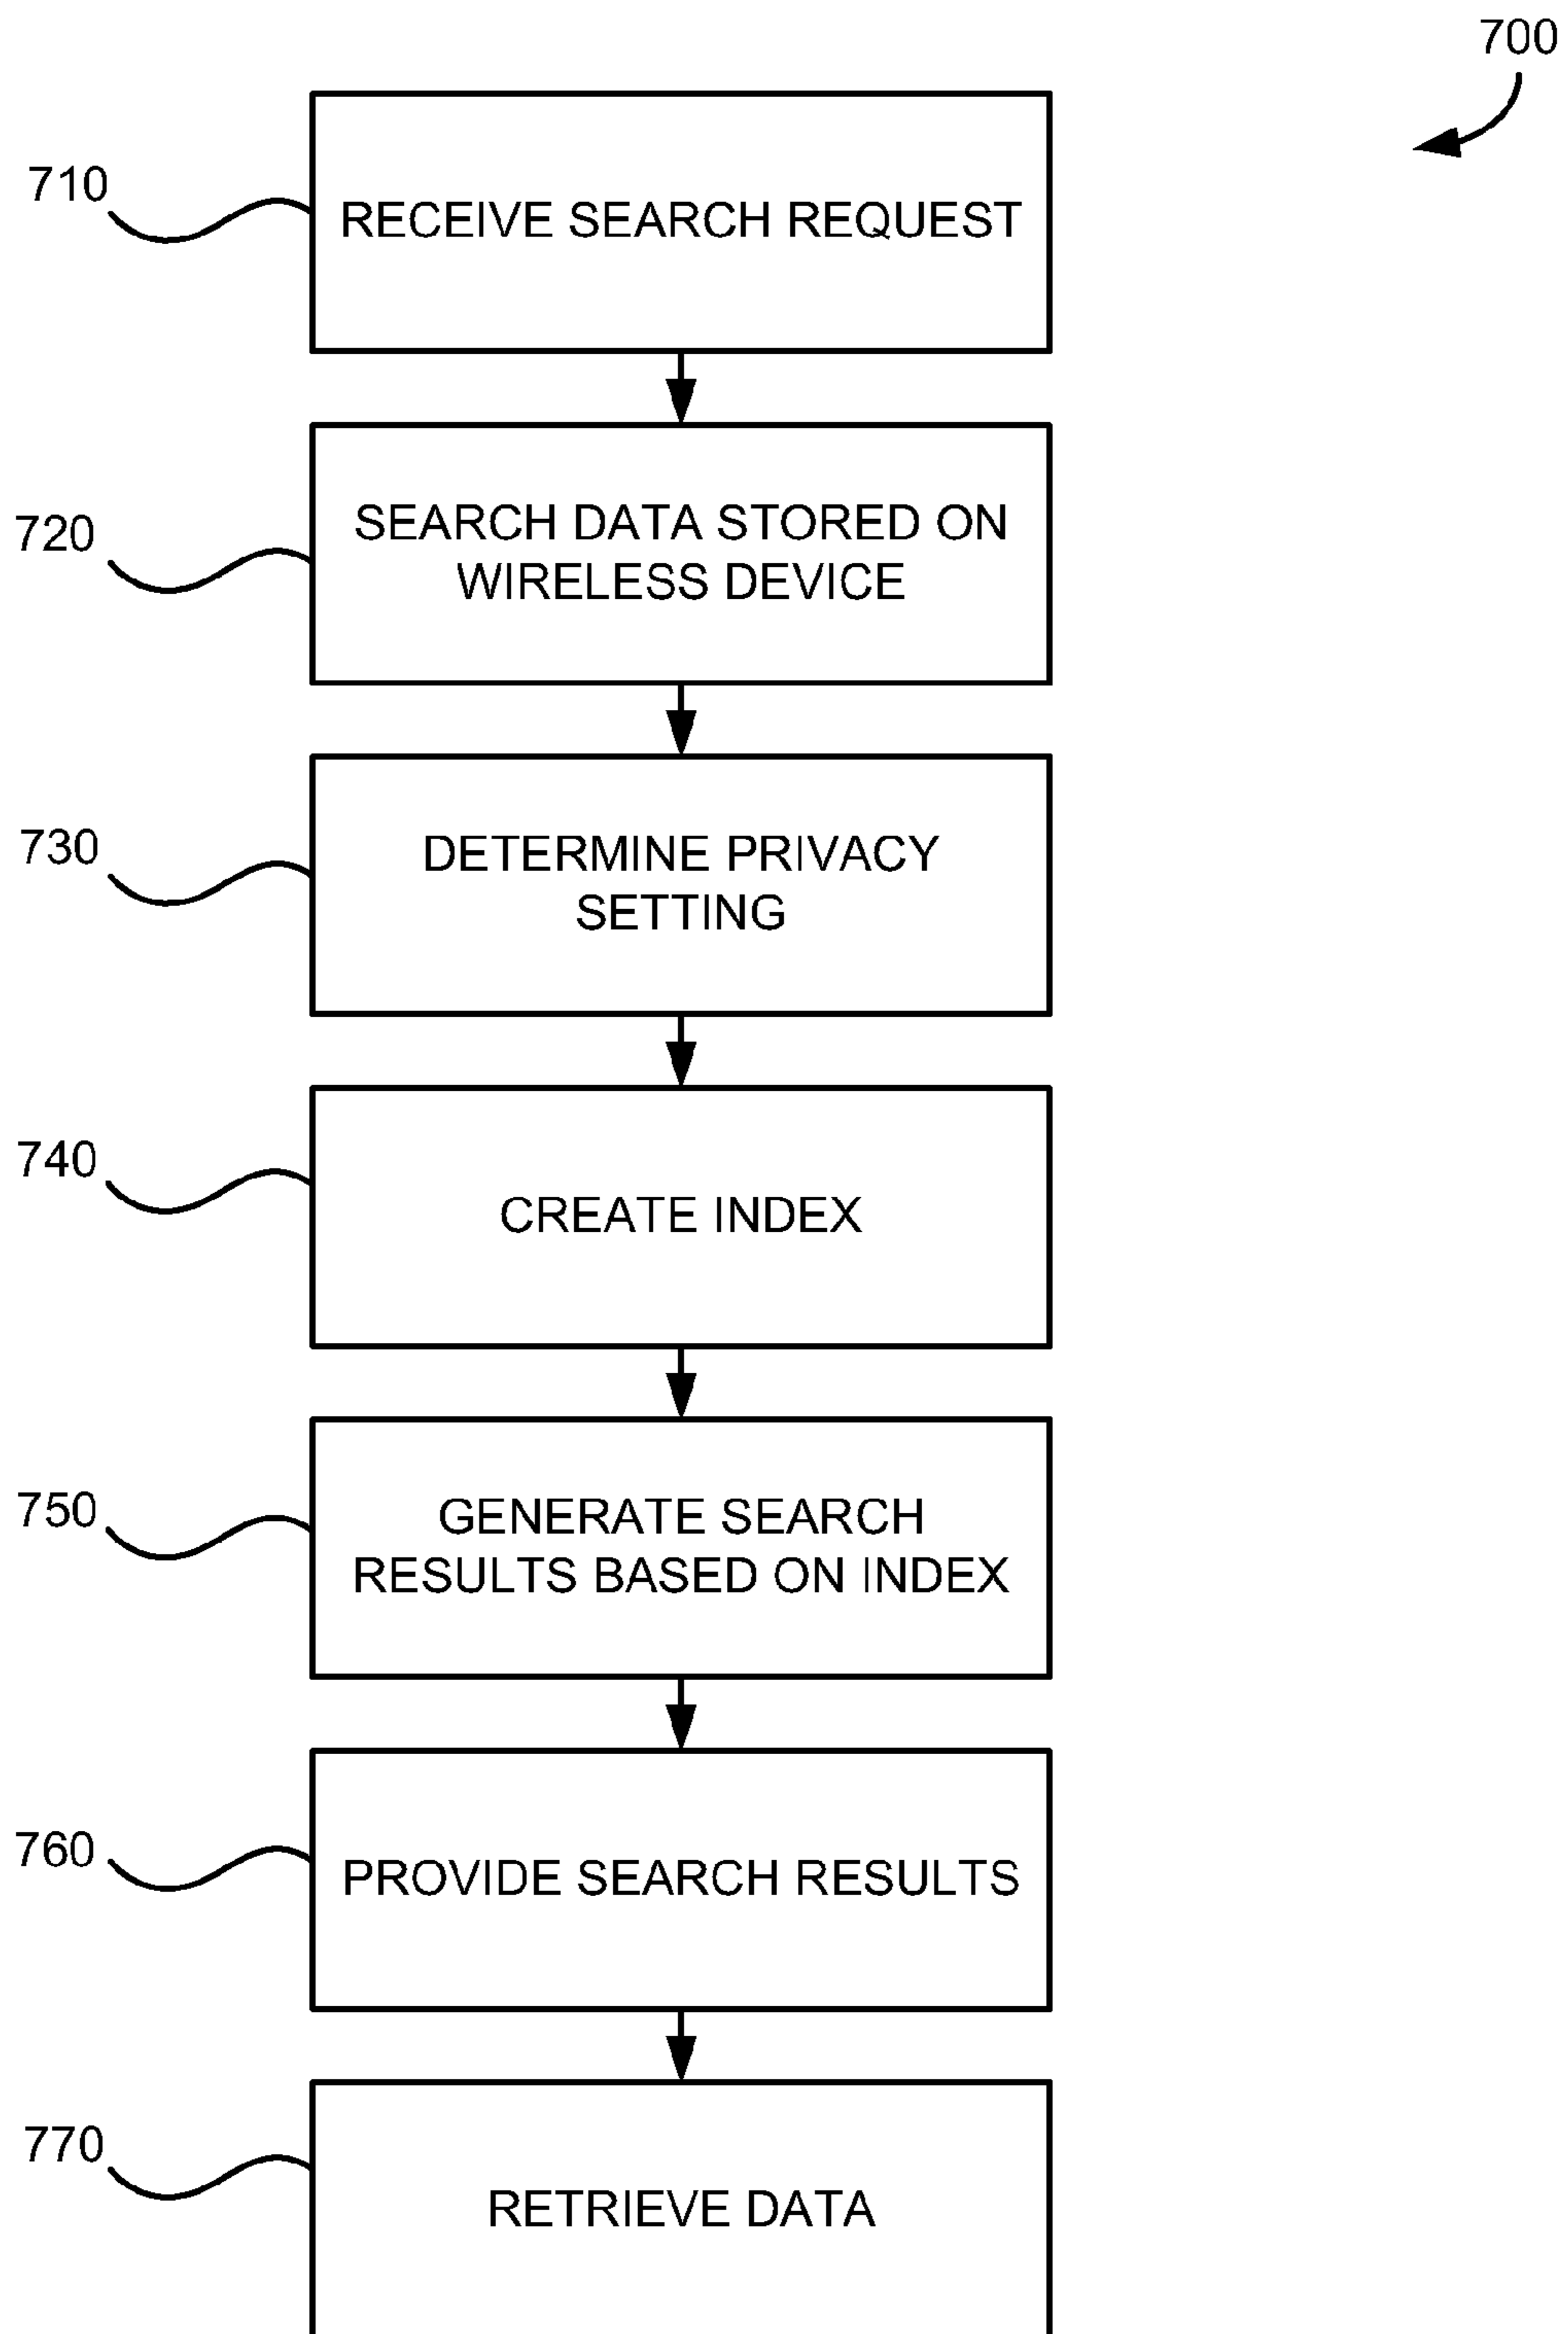 700
710
RECEIVE SEARCH REQUEST
720
SEARCH DATA STORED ON
WIRELESS DEVICE
730
DETERMINE PRIVACY
SETTING
740
CREATE INDEX
750
GENERATE SEARCH
RESULTS BASED ON INDEX
760
PROVIDE SEARCH RESULTS
770
RETRIEVE DATA